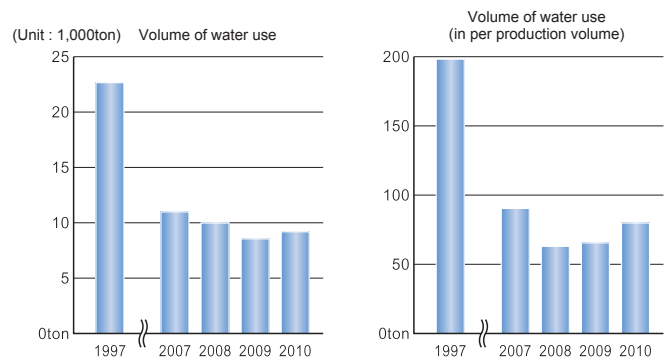 (Unit : 1,000ton) Volume of water use
25
20
15
10
5
0ton
1997 2007 2008 2009 2010
Volume of water use
(in per production volume)
200
150
100
50
0ton
1997 2007 2008 2009 2010